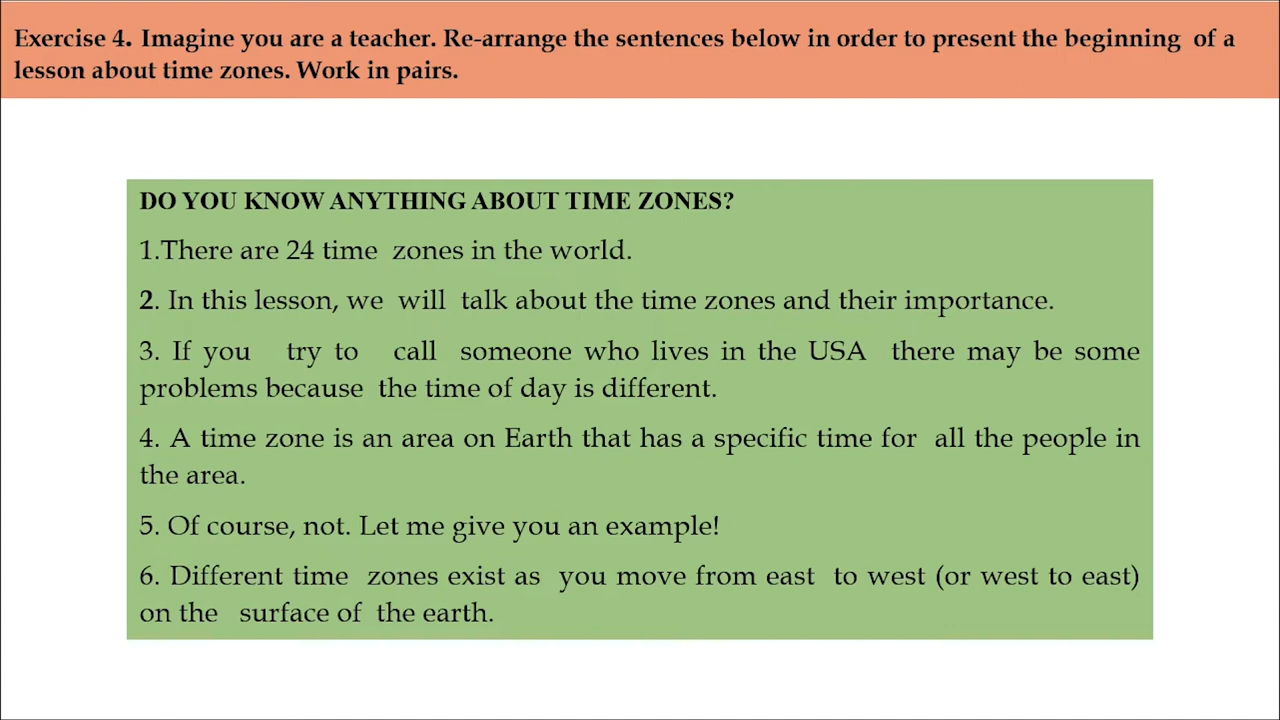 Exercise 4. Imagine you are a teacher. Re-arrange the sentences below in order to present the beginning of a
lesson about time zones. Work in pairs.
DO YOU KNOW ANYTHING ABOUT TIME ZONES?
1.There are 24 time zones in the world.
2. In this lesson, we will talk about the time zones and their importance.
3. If you try to call someone who lives in the USA there may be some
problems because the time of day is different.
4. A time zone is an area on Earth that has a specific time for all the people in
the area.
5. Of course, not. Let me give you an example!
6. Different time zones exist as you move from east to west (or west to east)
on the surface of the earth.